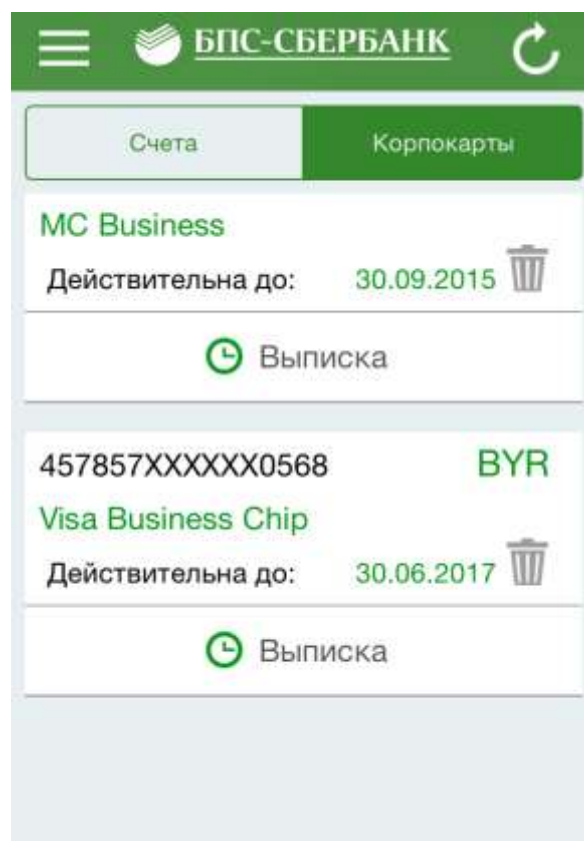 БПС-СБЕРБАНК
Счета Корпокарты
MC Business
Действительна до: 30.09.2015
Выписка
457857XXXXXX0568 BYR
Visa Business Chip
Действительна до: 30.06.2017
Выписка